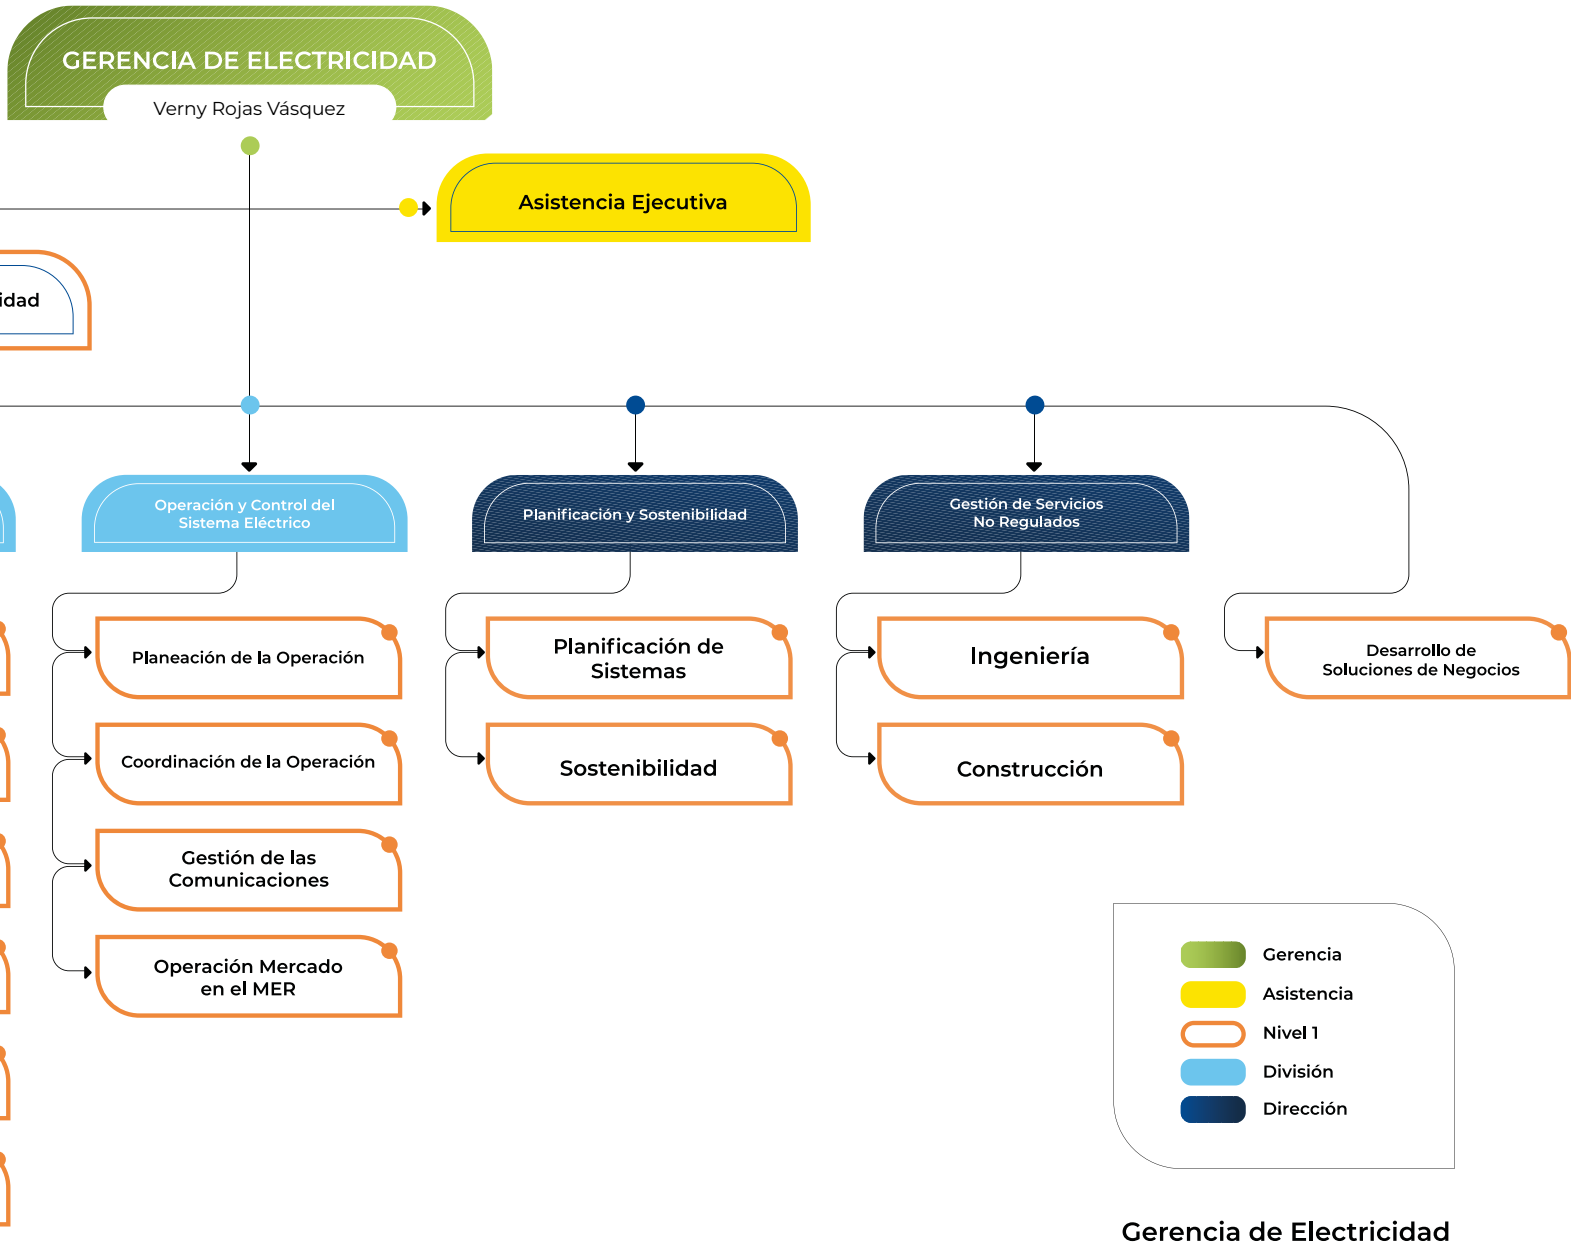 GERENCIA DE ELECTRICIDAD
Verny Rojas Vásquez
Asistencia Ejecutiva
Operación y Control del
Sistema Eléctrico
Planificación y Sostenibilidad
Gestión de Servicios
No Regulados
Planeación de la Operación
Coordinación de la Operación
Gestión de las
Comunicaciones
Operación Mercado
en el MER
Planificación de
Sistemas
Sostenibilidad
Ingeniería
Construcción
Desarrollo de
Soluciones de Negocios
Gerencia
Asistencia
Nivel 1
División
Dirección
Gerencia de Electricidad